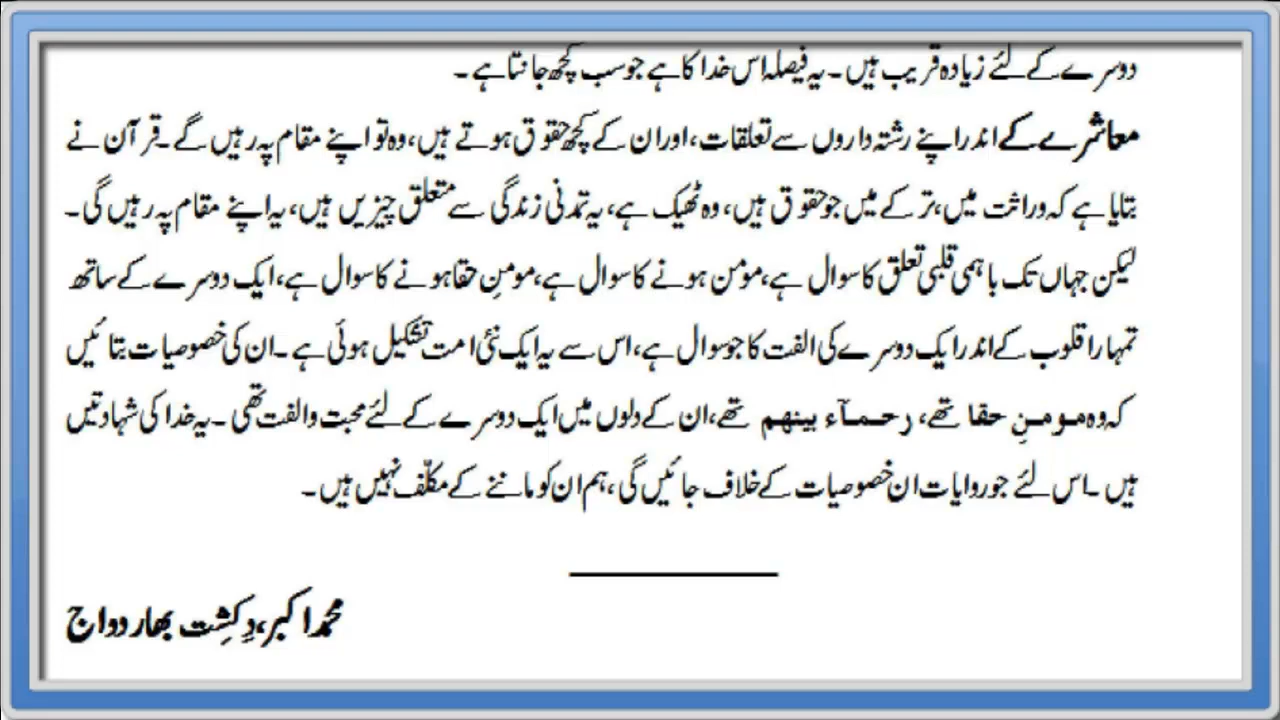 دوسرے کے لئے زیادہ قریب ہیں۔ یہ فیصلہ اس خدا کا ہے جو سب کچھ جانتا ہے۔
معاشرے کے اندر اپنے رشتہ داروں سے تعلقات، اور ان کے کچھ حقوق ہوتے ہیں، وہ تو اپنے مقام پہ رہیں گے۔ قرآن نے
بتایا ہے کہ وراثت میں، ترکے میں جو حقوق ہیں، وہ ٹھیک ہے، یہ تمدنی زندگی سے متعلق چیزیں ہیں، یہ اپنے مقام پہ رہیں گی۔
لیکن جہاں تک باہمی قلبی تعلق کا سوال ہے، مؤمن ہونے کا سوال ہے، مومنِ حقا ہونے کا سوال ہے، ایک دوسرے کے ساتھ
تمہارا قلوب کے اندر ایک دوسرے کی الفت کا جو سوال ہے، اس سے یہ ایک نئی امت تشکیل ہوئی ہے۔ ان کی خصوصیات بتائیں
کہ وہ مومنِ حقا تھے، رحمآء بینهم تھے، ان کے دلوں میں ایک دوسرے کے لئے محبت و الفت تھی۔ یہ خدا کی شہادتیں
ہیں۔ اس لئے جو روایات ان خصوصیات کے خلاف جائیں گی، ہم ان کو ماننے کے مکلّف نہیں ہیں۔
محمد اکبر، دِکشِت بھاردواج